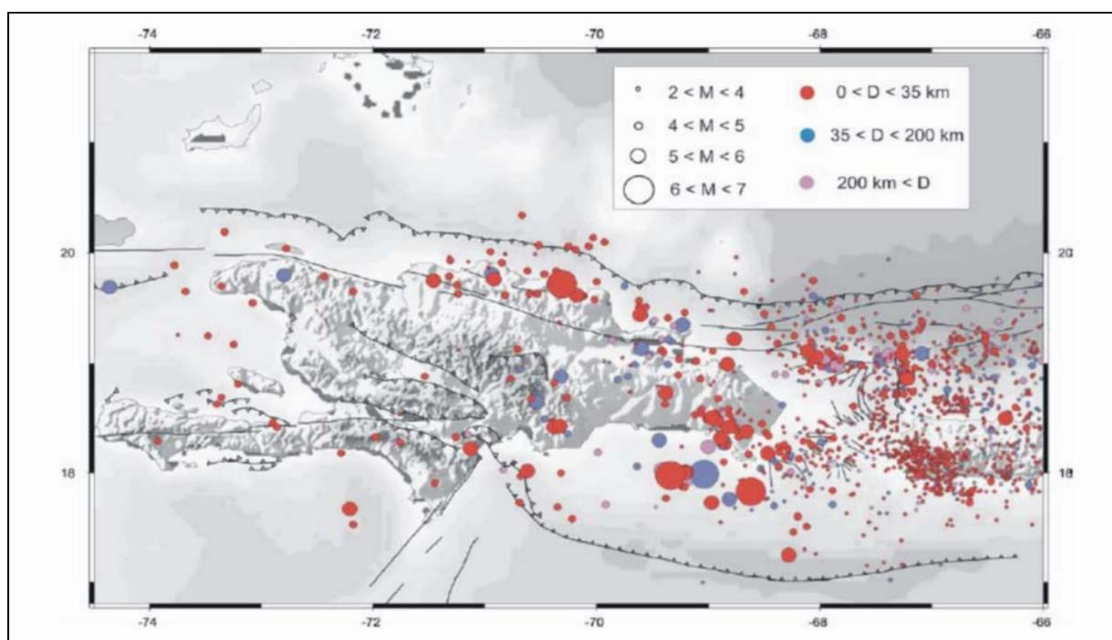 -74 -72 -70 -68 -66
2 < M < 4 0 < D < 35 km
4 < M < 5 35 < D < 200 km
5 < M < 6 200 km < D
6 < M < 7
20 20
18 18
-74 -72 -70 -68 -66